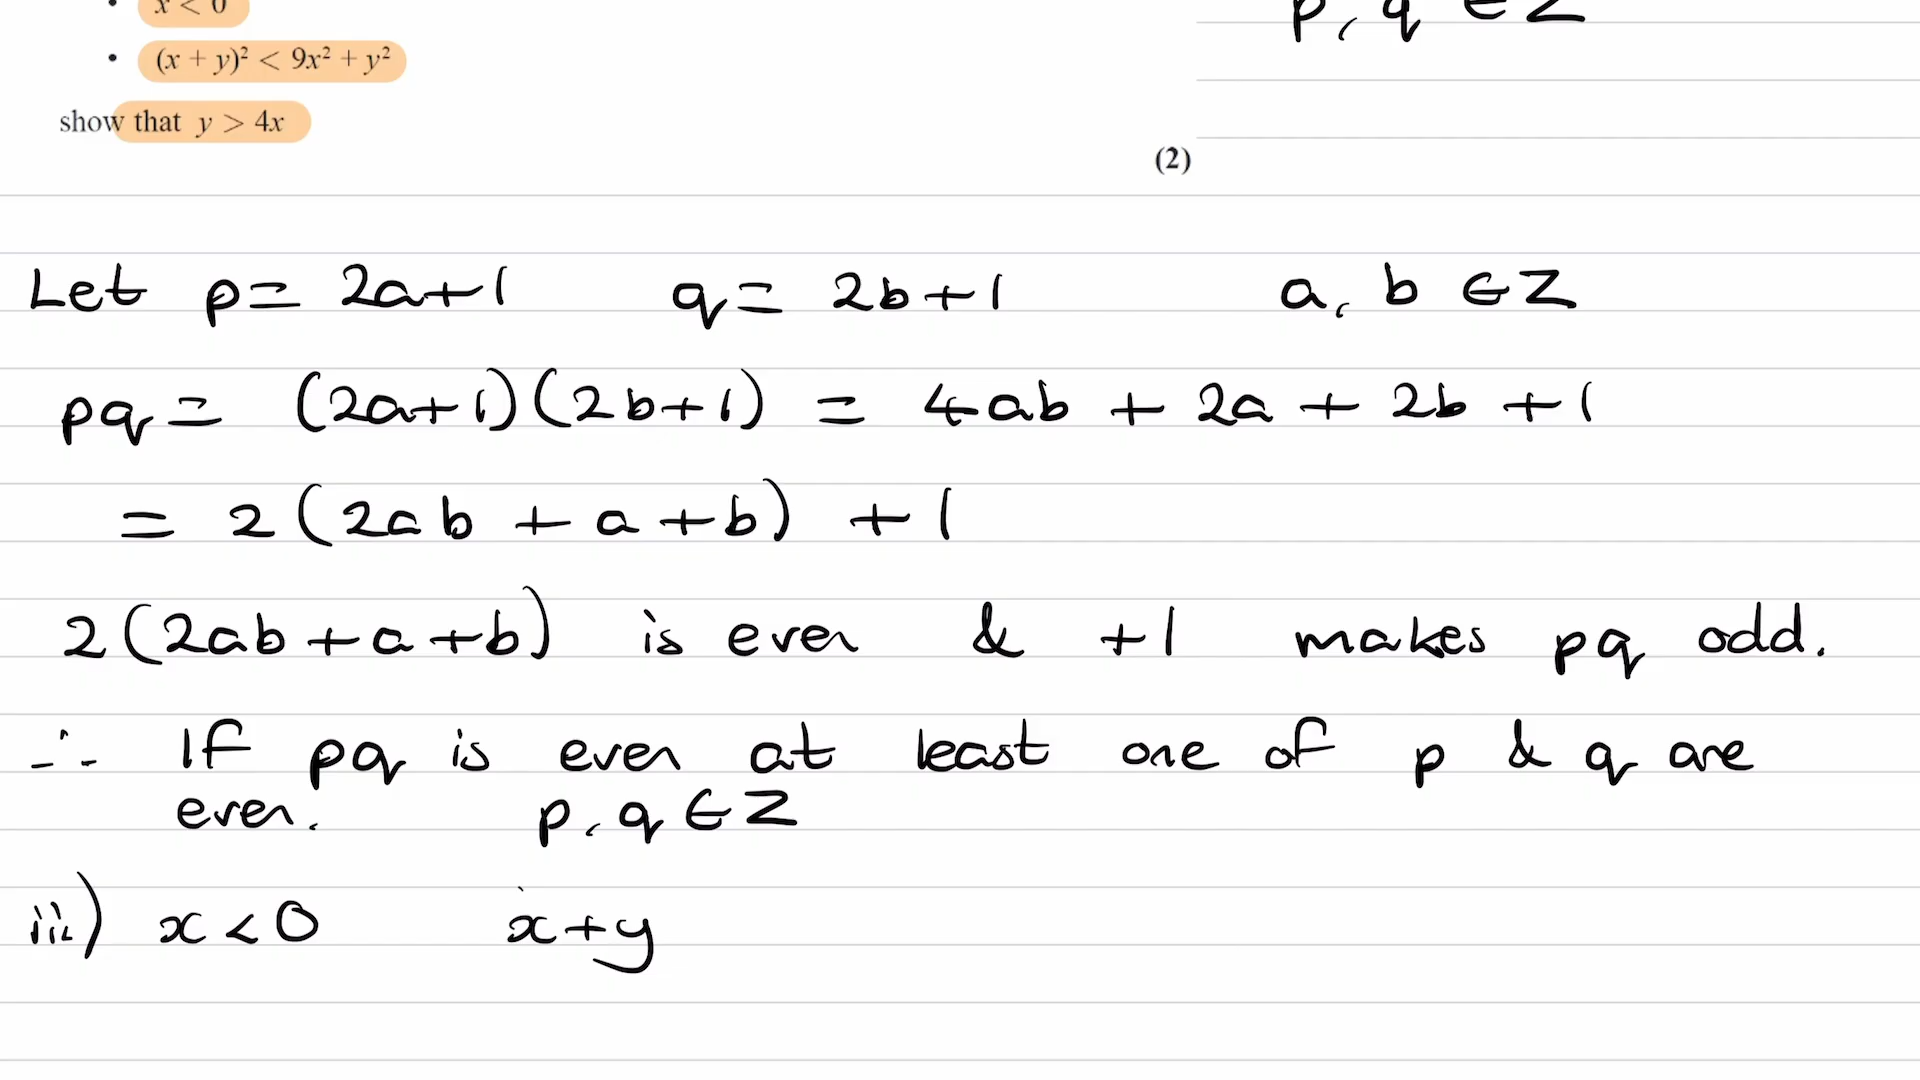 • x < 0
p, q ∈ Z
• (x + y)² < 9x² + y²
show that y > 4x
(2)
Let p = 2a+1 q = 2b+1 a, b ∈ Z
pq = (2a+1)(2b+1) = 4ab + 2a + 2b + 1
= 2(2ab + a + b) + 1
2(2ab + a + b) is even & +1 makes pq odd.
∴ If pq is even at least one of p & q are
even. p, q ∈ Z
iii) x < 0 x+y